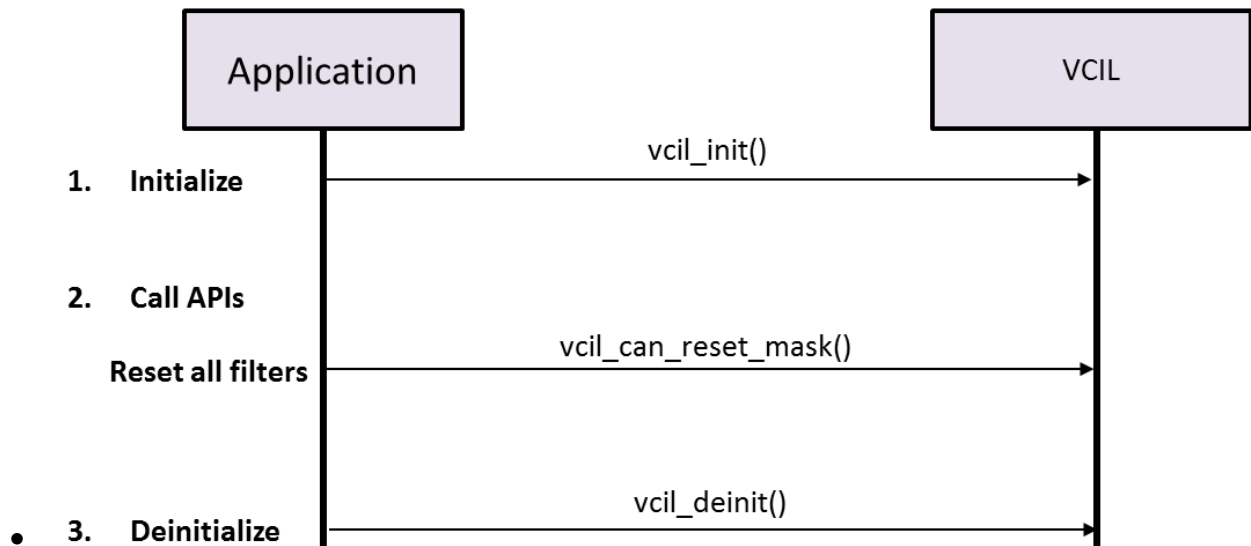 Application
VCIL
vcil_init()
1. Initialize
2. Call APIs
vcil_can_reset_mask()
Reset all filters
vcil_deinit()
• 3. Deinitialize